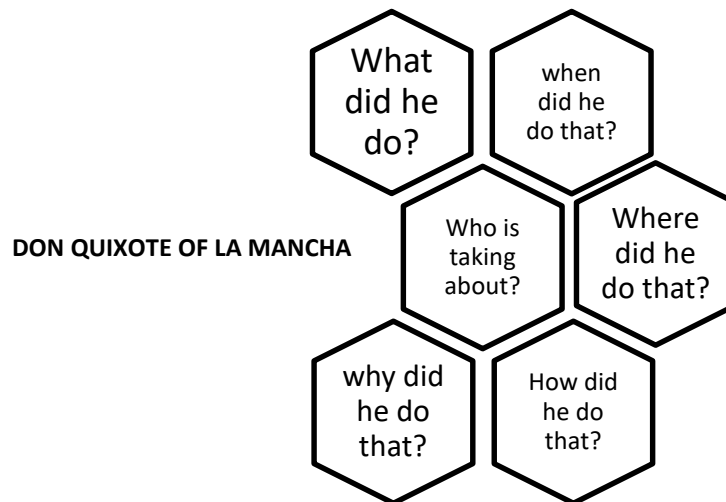 What
did he
do?
when
did he
do that?
DON QUIXOTE OF LA MANCHA
Who is
taking
about?
Where
did he
do that?
why did
he do
that?
How did
he do
that?